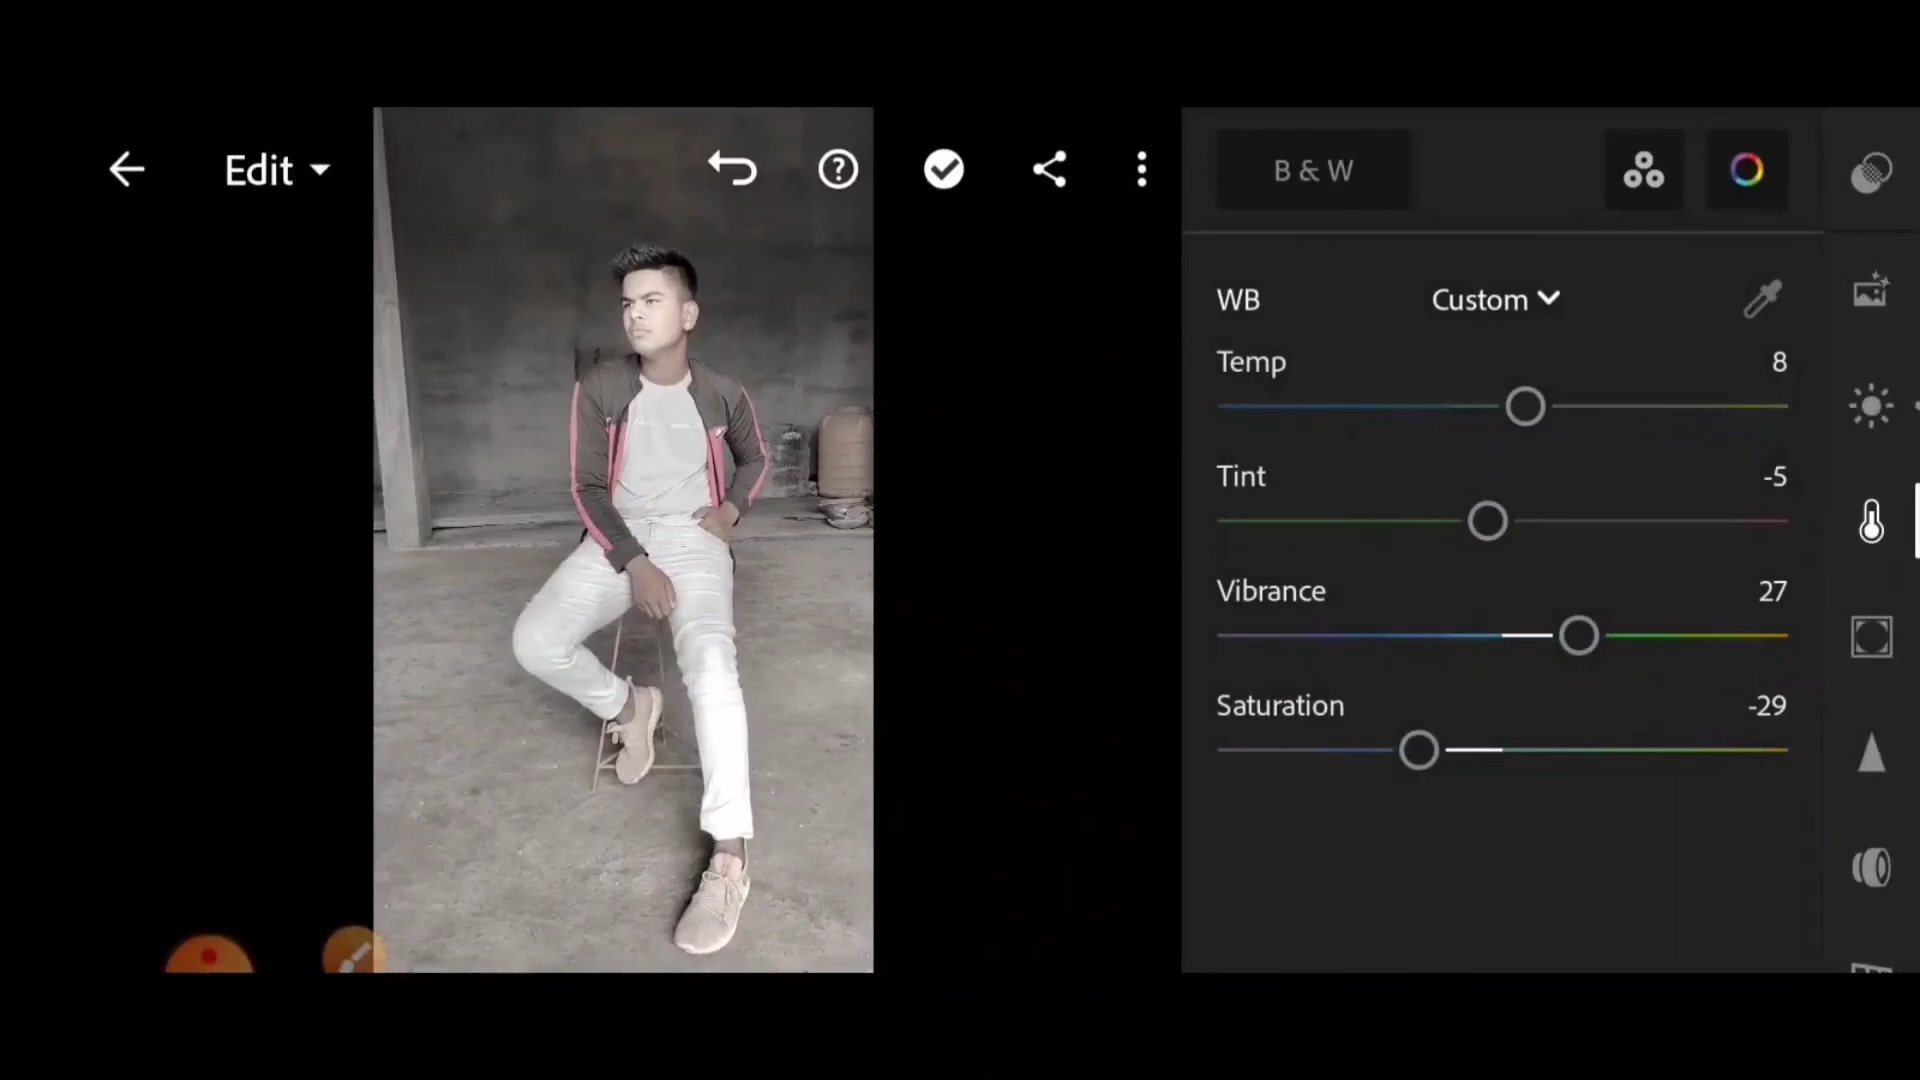 Edit
B & W
WB Custom
Temp 8
Tint -5
Vibrance 27
Saturation -29